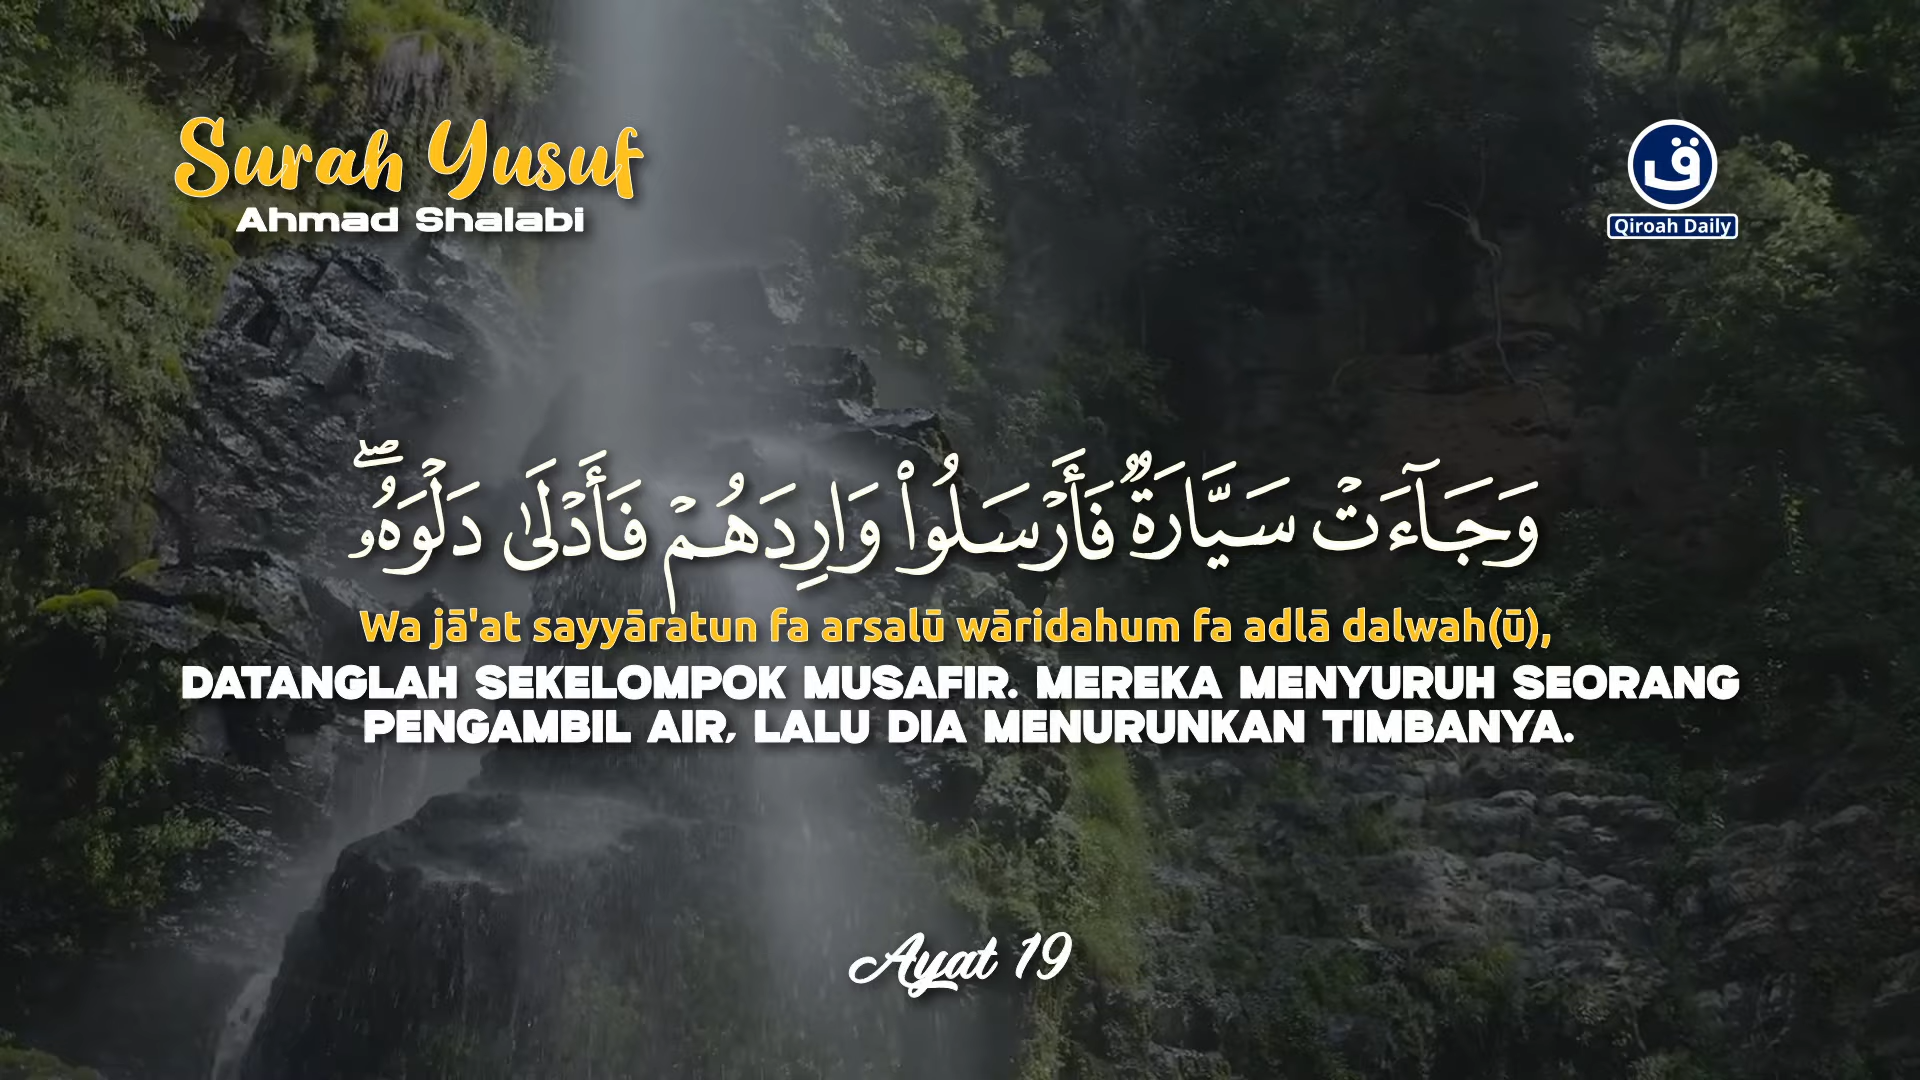 Surah Yusuf
Ahmad Shalabi
ق
Qiroah Daily
وَجَآءَتْ سَيَّارَةٌ فَأَرْسَلُوا۟ وَارِدَهُمْ فَأَدْلَىٰ دَلْوَهُۥ ۖ
Wa jā'at sayyāratun fa arsalū wāridahum fa adlā dalwah(ū),
DATANGLAH SEKELOMPOK MUSAFIR. MEREKA MENYURUH SEORANG
PENGAMBIL AIR, LALU DIA MENURUNKAN TIMBANYA.
Ayat 19